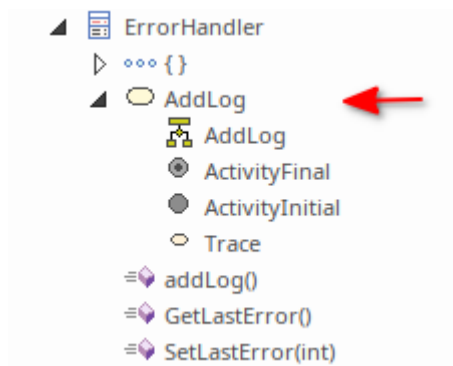 ErrorHandler
{ }
AddLog
AddLog
ActivityFinal
ActivityInitial
Trace
addLog()
GetLastError()
SetLastError(int)